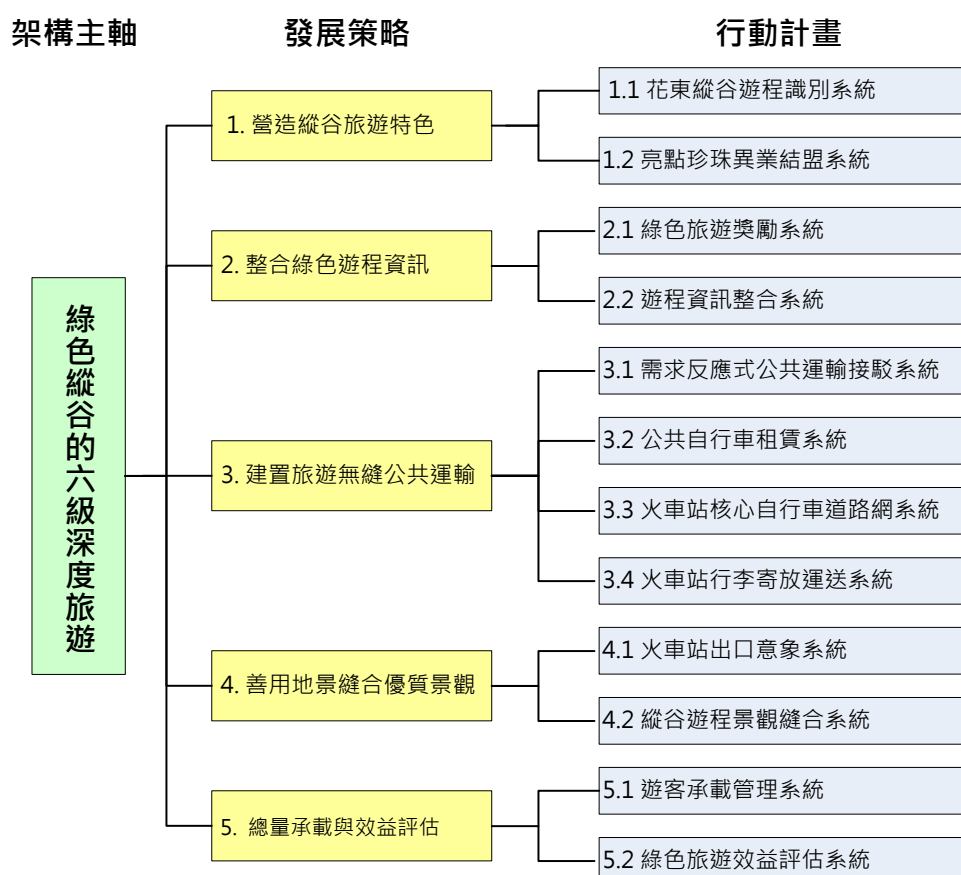 架構主軸
發展策略
行動計畫
綠色縱谷的六級深度旅遊
1. 營造縱谷旅遊特色
1.1 花東縱谷遊程識別系統
1.2 亮點珍珠異業結盟系統
2. 整合綠色遊程資訊
2.1 綠色旅遊獎勵系統
2.2 遊程資訊整合系統
3. 建置旅遊無縫公共運輸
3.1 需求反應式公共運輸接駁系統
3.2 公共自行車租賃系統
3.3 火車站核心自行車道路網系統
3.4 火車站行李寄放運送系統
4. 善用地景縫合優質景觀
4.1 火車站出口意象系統
4.2 縱谷遊程景觀縫合系統
5. 總量承載與效益評估
5.1 遊客承載管理系統
5.2 綠色旅遊效益評估系統